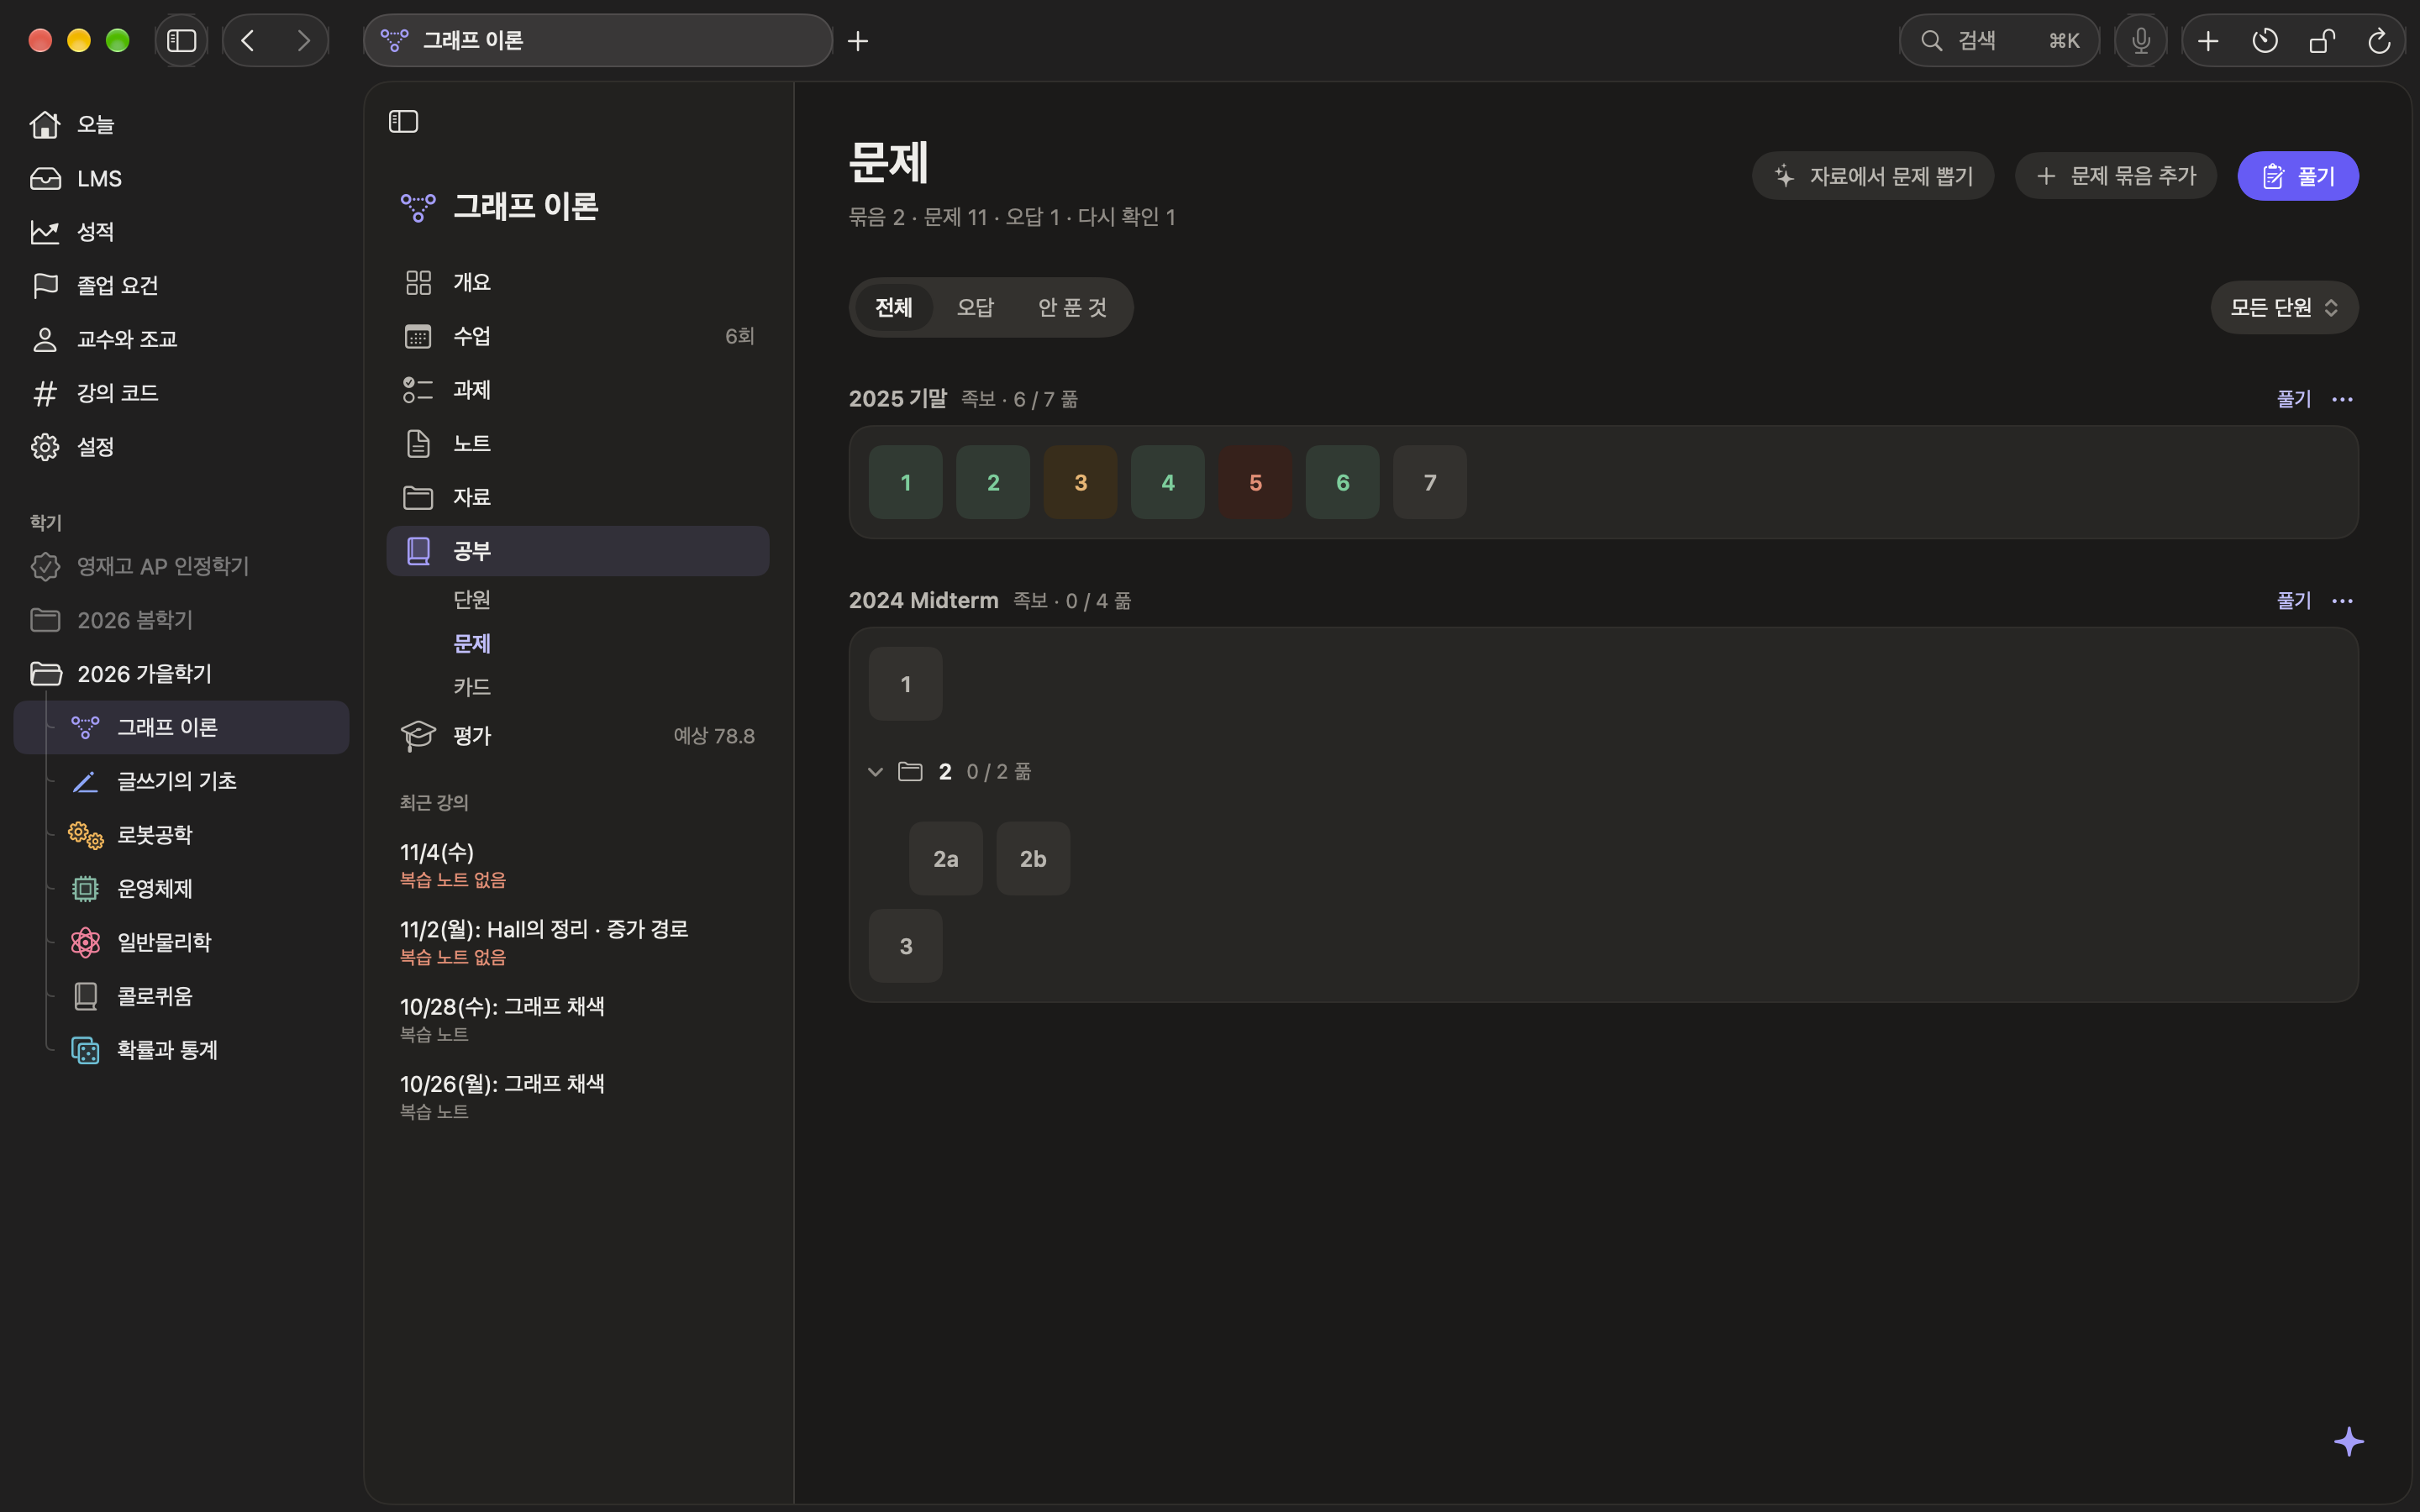 그래프 이론
검색 ⌘K
오늘
LMS
성적
졸업 요건
교수와 조교
강의 코드
설정
학기
영재고 AP 인정학기
2026 봄학기
2026 가을학기
그래프 이론
글쓰기의 기초
로봇공학
운영체제
일반물리학
콜로퀴움
확률과 통계
그래프 이론
개요
수업 6회
과제
노트
자료
공부
단원
문제
카드
평가 예상 78.8
최근 강의
11/4(수)
복습 노트 없음
11/2(월): Hall의 정리 · 증가 경로
복습 노트 없음
10/28(수): 그래프 채색
복습 노트
10/26(월): 그래프 채색
복습 노트
문제
묶음 2 · 문제 11 · 오답 1 · 다시 확인 1
자료에서 문제 뽑기 문제 묶음 추가 풀기
전체 오답 안 푼 것 모든 단원
2025 기말 족보 · 6 / 7 풂 풀기
1 2 3 4 5 6 7
2024 Midterm 족보 · 0 / 4 풂 풀기
1
2 0 / 2 풂
2a 2b
3